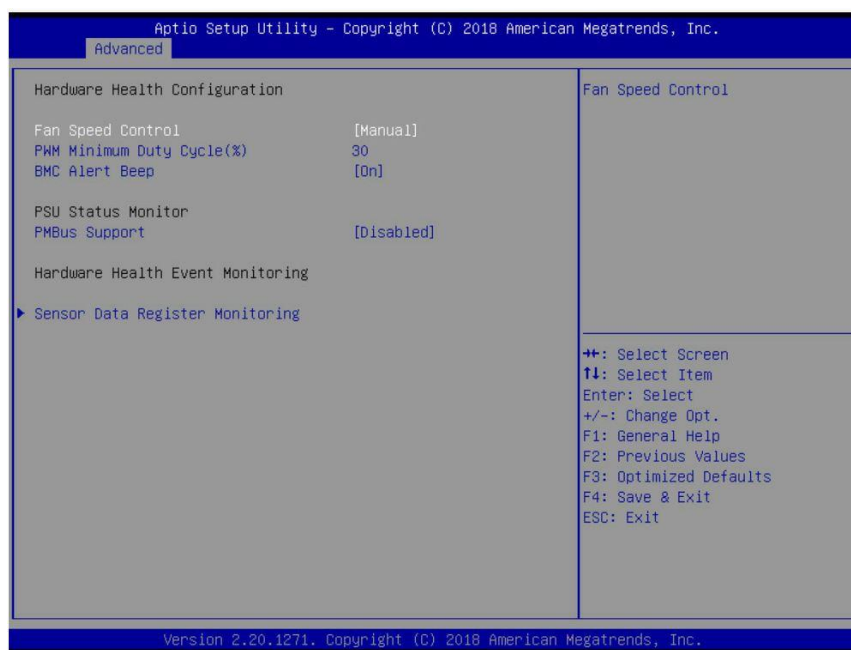 Aptio Setup Utility – Copyright (C) 2018 American Megatrends, Inc.
Advanced
Hardware Health Configuration
Fan Speed Control [Manual]
PWM Minimum Duty Cycle(%) 30
BMC Alert Beep [On]
PSU Status Monitor
PMBus Support [Disabled]
Hardware Health Event Monitoring
Sensor Data Register Monitoring
Fan Speed Control
→←: Select Screen
↑↓: Select Item
Enter: Select
+/-: Change Opt.
F1: General Help
F2: Previous Values
F3: Optimized Defaults
F4: Save & Exit
ESC: Exit
Version 2.20.1271. Copyright (C) 2018 American Megatrends, Inc.